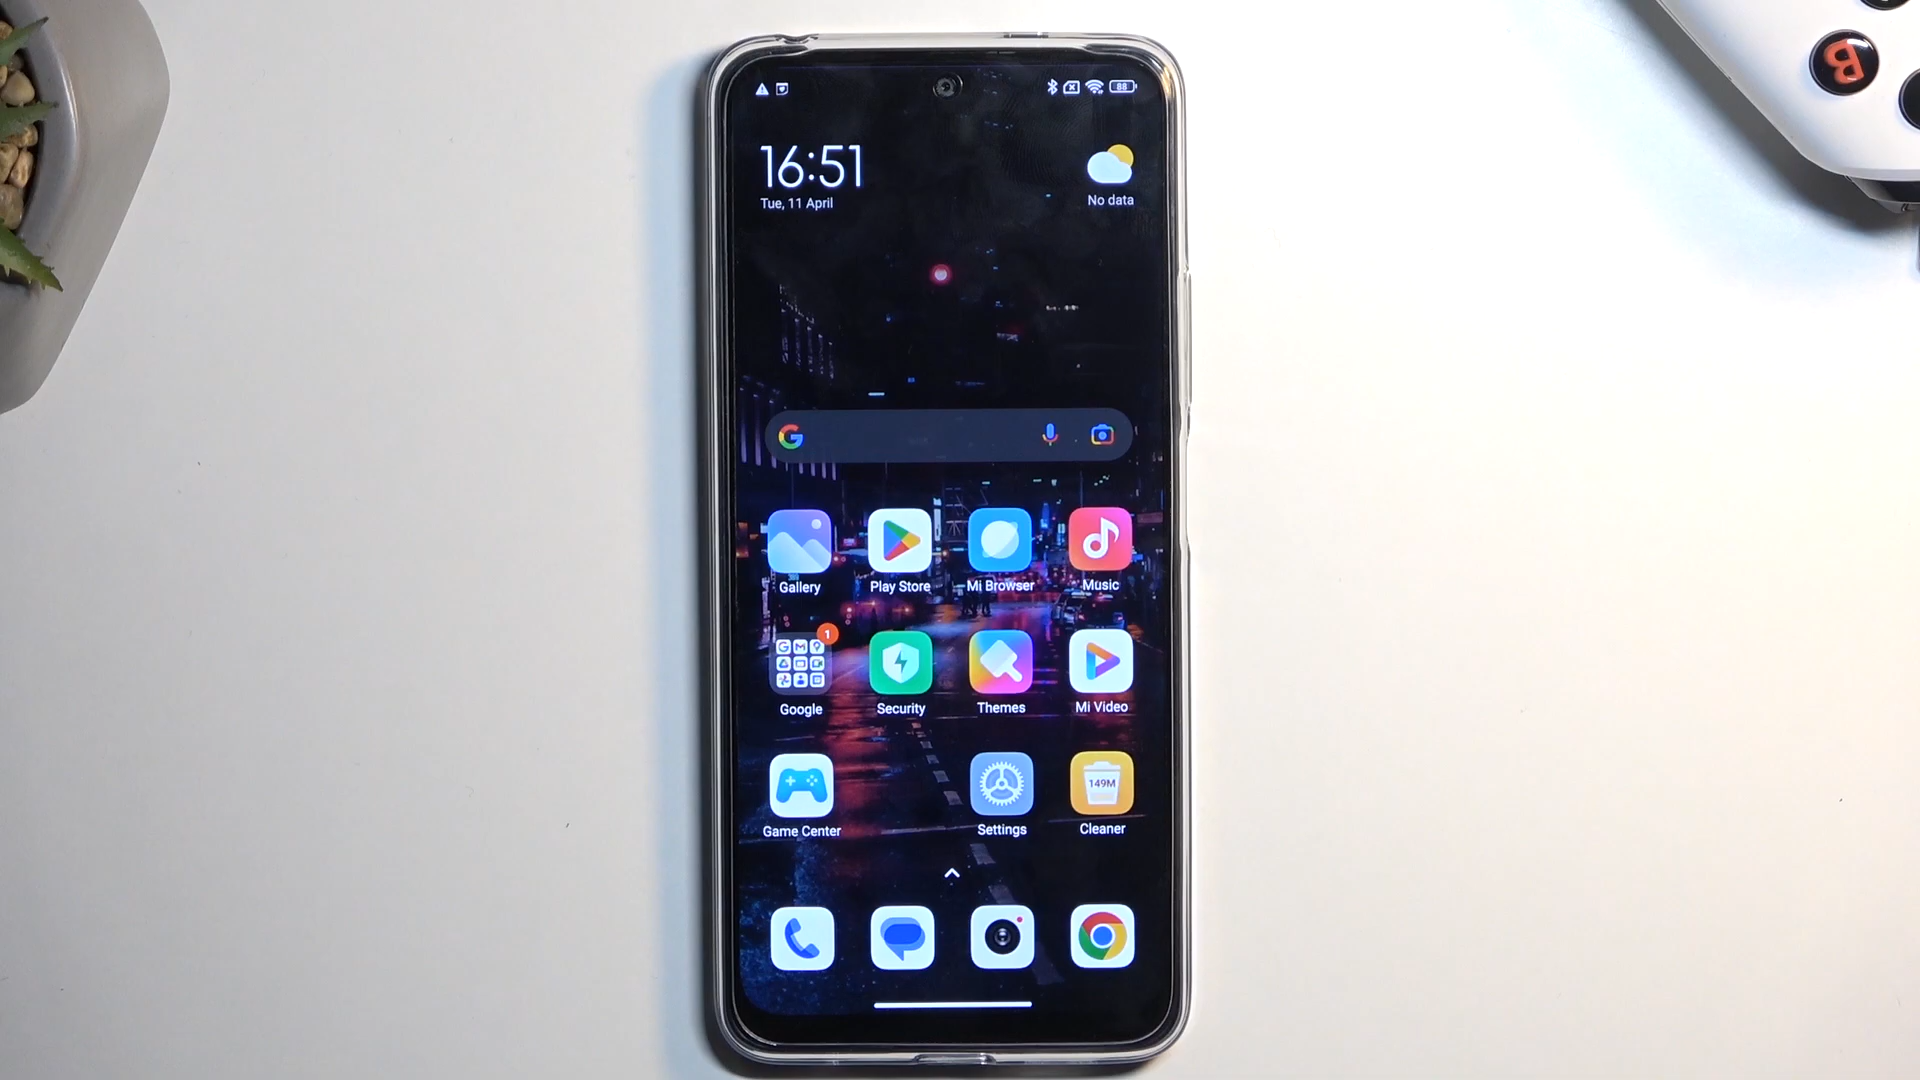 88
16:51
Tue, 11 April
No data
Gallery
Play Store
Mi Browser
Music
1
Google
Security
Themes
Mi Video
149M
Game Center
Settings
Cleaner
B